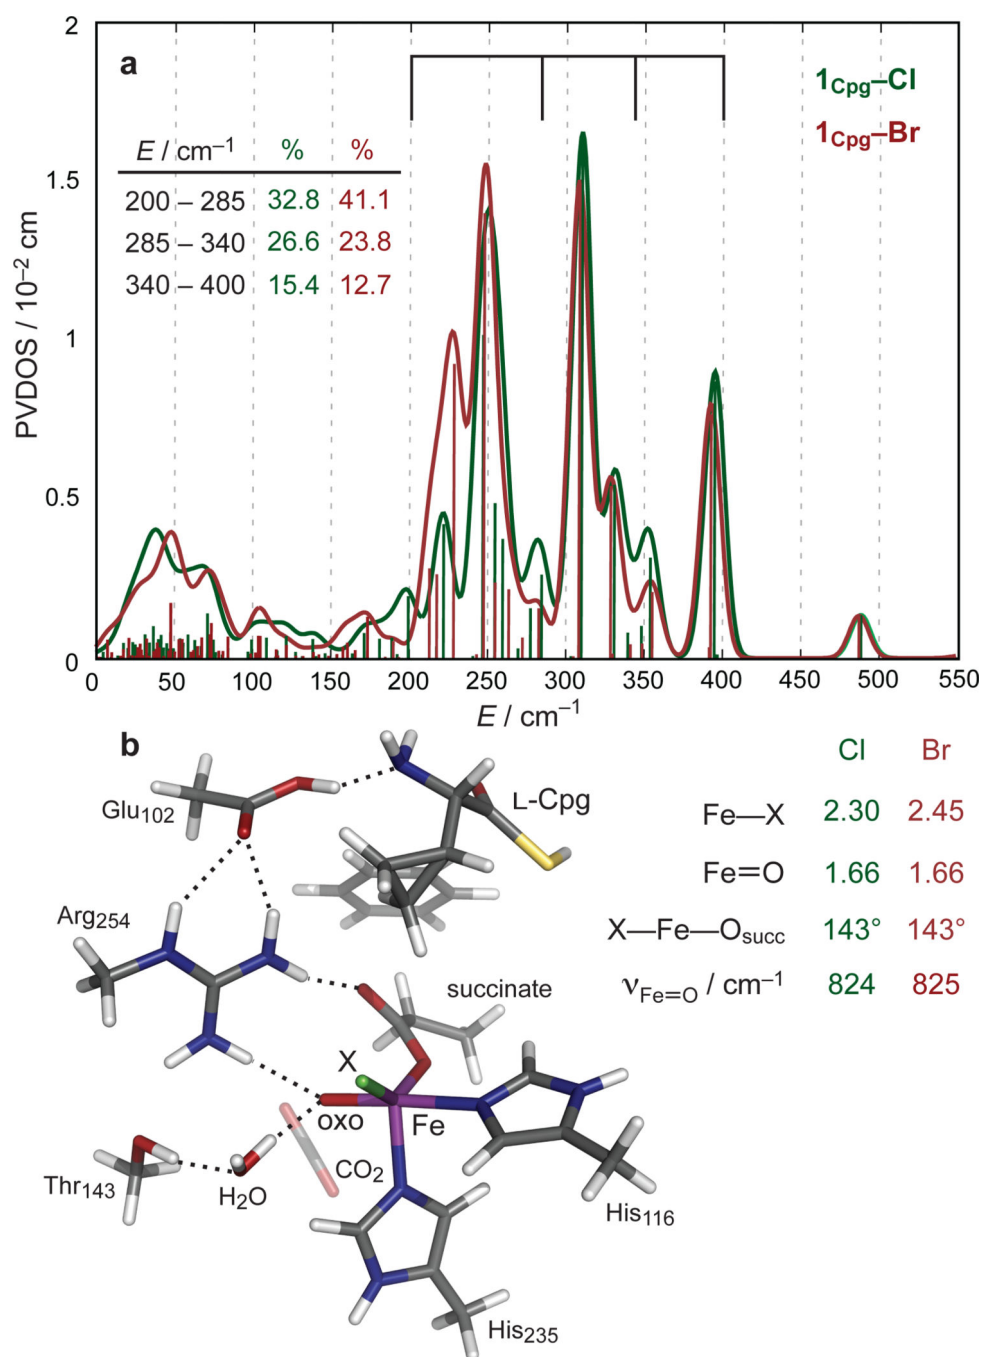 a
1Cpg–Cl
1Cpg–Br
E / cm–1 % %
200 – 285 32.8 41.1
285 – 340 26.6 23.8
340 – 400 15.4 12.7
PVDOS / 10–2 cm
2
1.5
1
0.5
0
0 50 100 150 200 250 300 350 400 450 500 550
E / cm–1
b
Cl Br
Fe—X 2.30 2.45
Fe=O 1.66 1.66
X—Fe—Osucc 143° 143°
νFe=O / cm–1 824 825
Glu102
L-Cpg
Arg254
succinate
X
oxo
Fe
CO2
Thr143
H2O
His116
His235